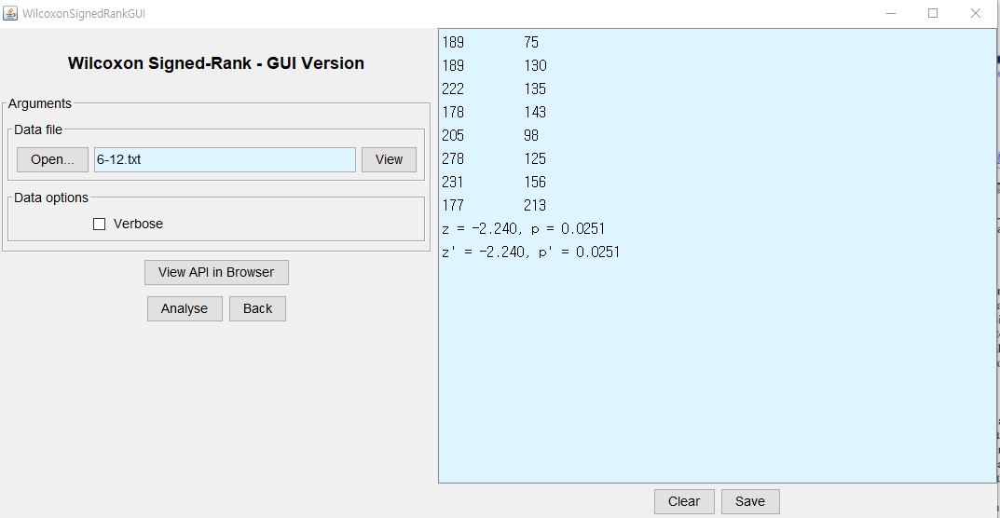 WilcoxonSignedRankGUI
Wilcoxon Signed-Rank - GUI Version
Arguments
Data file
Open... 6-12.txt View
Data options
Verbose
View API in Browser
Analyse Back
189 75
189 130
222 135
178 143
205 98
278 125
231 156
177 213
z = -2.240, p = 0.0251
z' = -2.240, p' = 0.0251
Clear Save